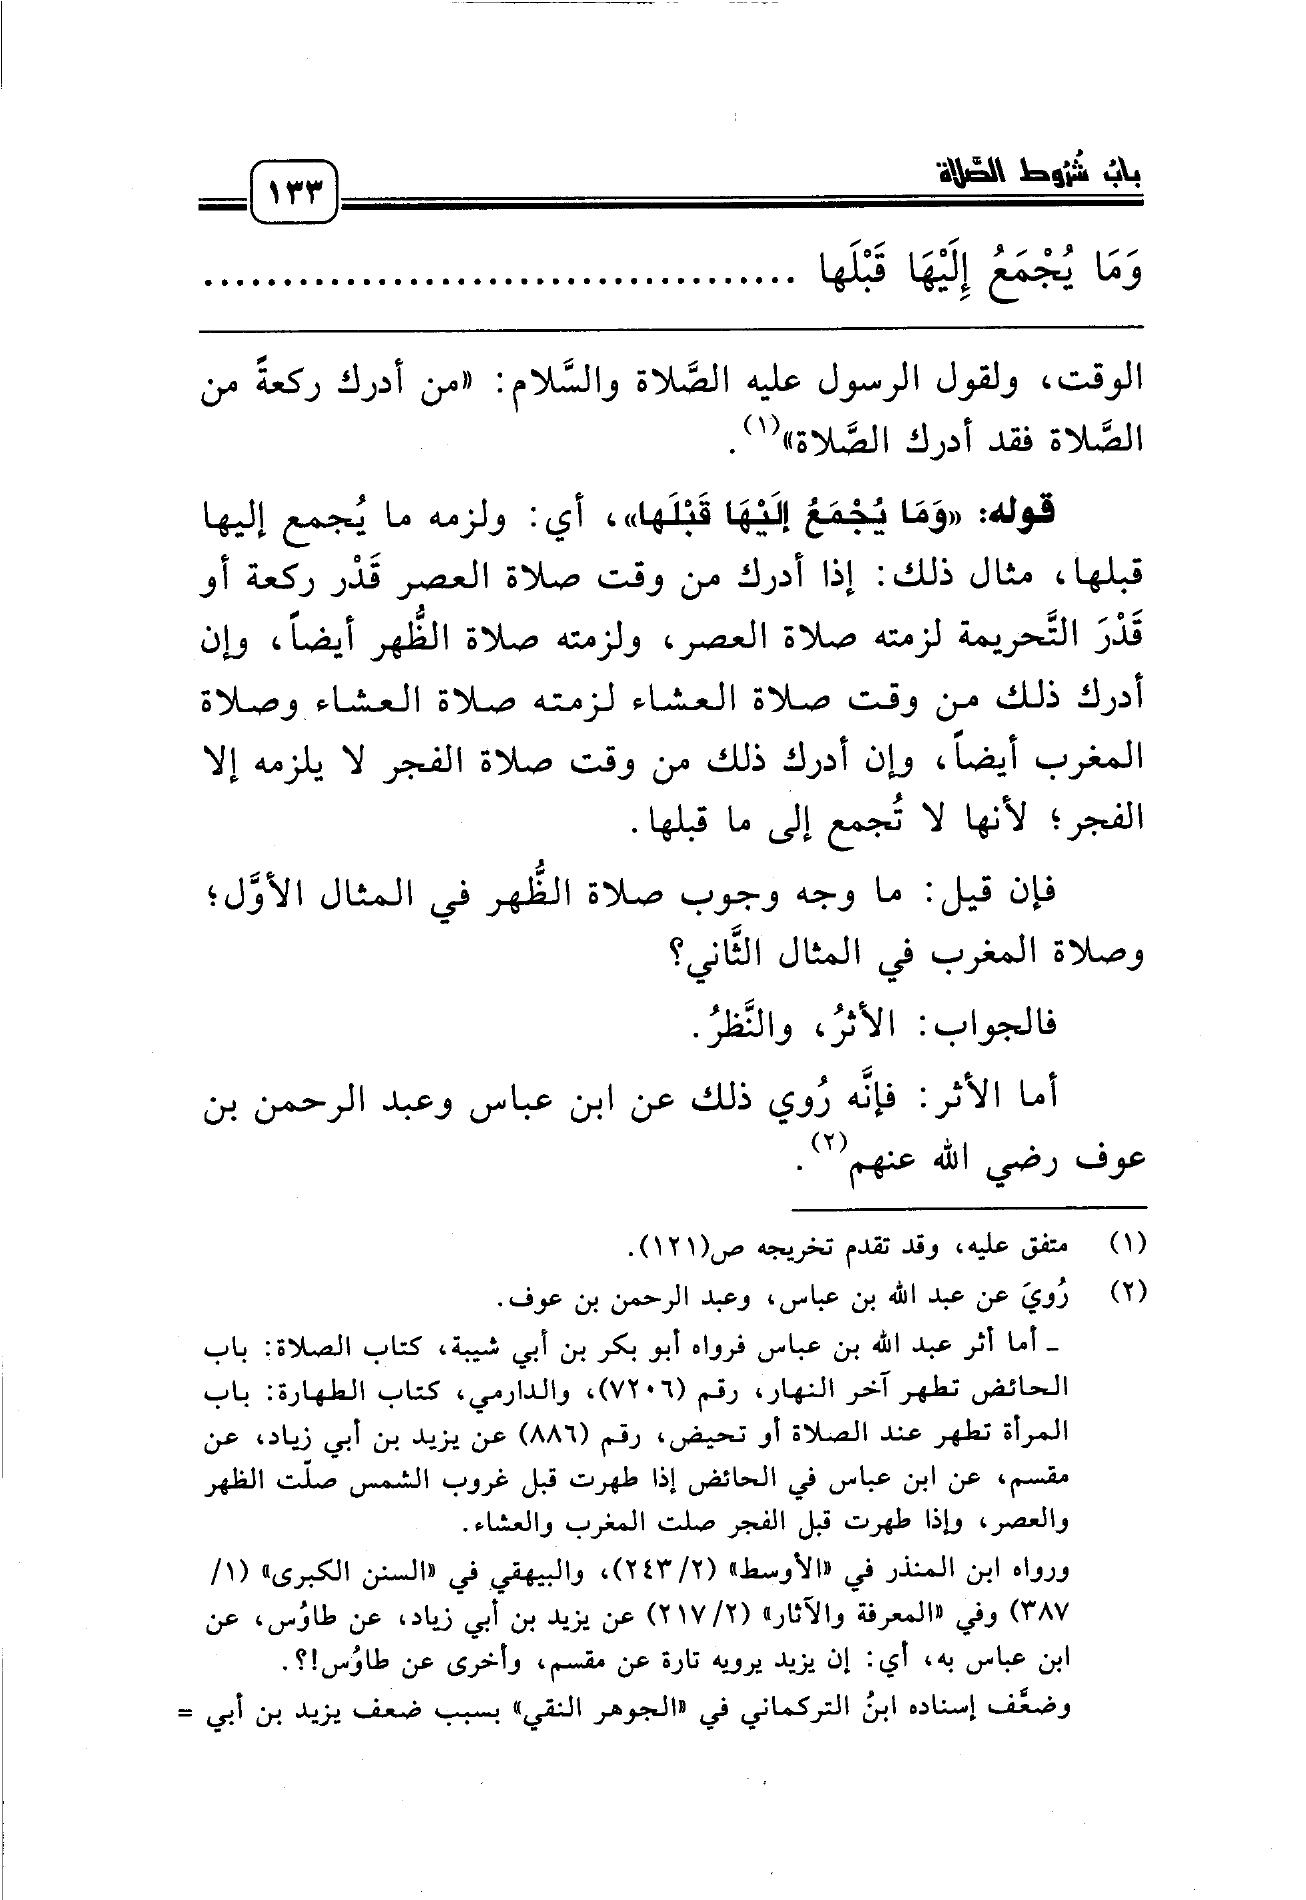 بابُ شُرُوط الصَّلاة
١٣٣
وَمَا يُجْمَعُ إِلَيْهَا قَبْلَها .....................................
الوقت، ولقول الرسول عليه الصَّلاة والسَّلام: «من أدرك ركعةً من
الصَّلاة فقد أدرك الصَّلاة»(١).
قوله: «وَمَا يُجْمَعُ إلَيْهَا قَبْلَها»، أي: ولزمه ما يُجمع إليها
قبلها، مثال ذلك: إذا أدرك من وقت صلاة العصر قَدْر ركعة أو
قَدْرَ التَّحريمة لزمته صلاة العصر، ولزمته صلاة الظُّهر أيضاً، وإن
أدرك ذلك من وقت صلاة العشاء لزمته صلاة العشاء وصلاة
المغرب أيضاً، وإن أدرك ذلك من وقت صلاة الفجر لا يلزمه إلا
الفجر؛ لأنها لا تُجمع إلى ما قبلها.
فإن قيل: ما وجه وجوب صلاة الظُّهر في المثال الأوَّل؛
وصلاة المغرب في المثال الثَّاني؟
فالجواب: الأثرُ، والنَّظرُ.
أما الأثر: فإنَّه رُوي ذلك عن ابن عباس وعبد الرحمن بن
عوف رضي الله عنهم(٢).
(١) متفق عليه، وقد تقدم تخريجه ص(١٢١).
(٢) رُويَ عن عبد الله بن عباس، وعبد الرحمن بن عوف.
ـ أما أثر عبد الله بن عباس فرواه أبو بكر بن أبي شيبة، كتاب الصلاة: باب
الحائض تطهر آخر النهار، رقم (٧٢٠٦)، والدارمي، كتاب الطهارة: باب
المرأة تطهر عند الصلاة أو تحيض، رقم (٨٨٦) عن يزيد بن أبي زياد، عن
مقسم، عن ابن عباس في الحائض إذا طهرت قبل غروب الشمس صلّت الظهر
والعصر، وإذا طهرت قبل الفجر صلت المغرب والعشاء.
ورواه ابن المنذر في «الأوسط» (٢/٢٤٣)، والبيهقي في «السنن الكبرى» (١/
٣٨٧) وفي «المعرفة والآثار» (٢/٢١٧) عن يزيد بن أبي زياد، عن طاوُس، عن
ابن عباس به، أي: إن يزيد يرويه تارة عن مقسم، وأخرى عن طاوُس!؟.
وضعَّف إسناده ابنُ التركماني في «الجوهر النقي» بسبب ضعف يزيد بن أبي =